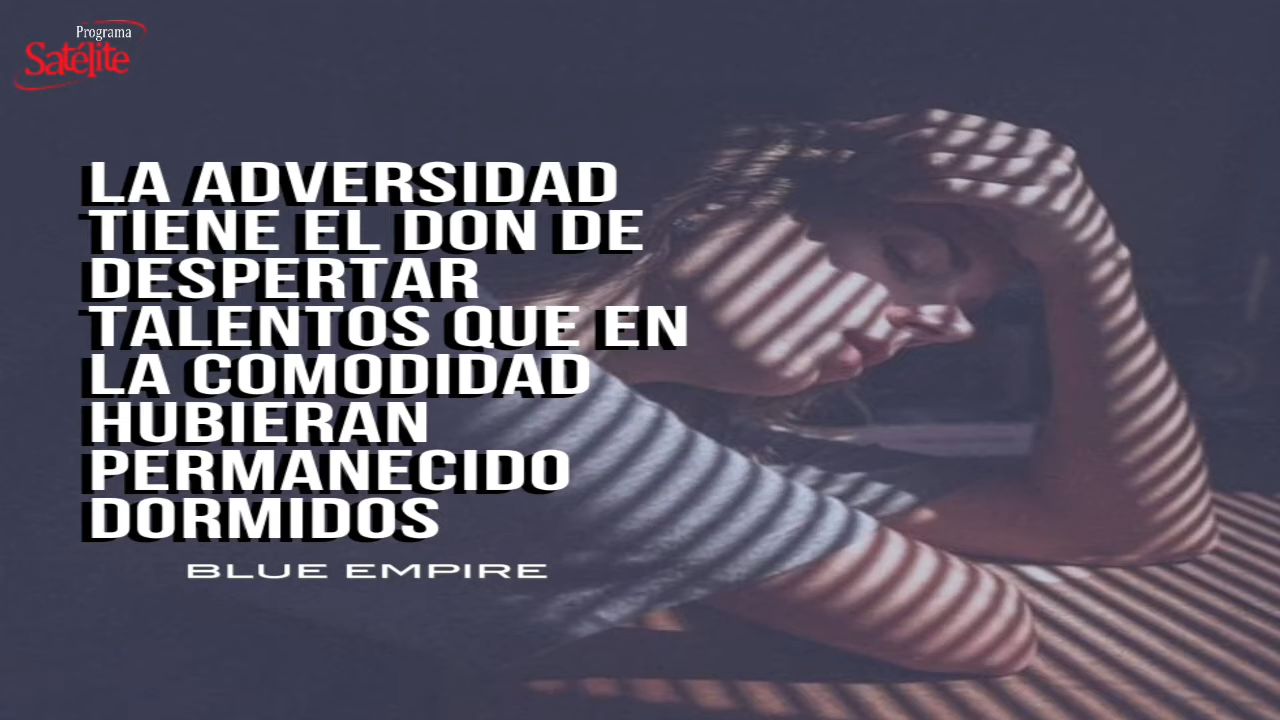 Programa
Satélite
LA ADVERSIDAD
TIENE EL DON DE
DESPERTAR
TALENTOS QUE EN
LA COMODIDAD
HUBIERAN
PERMANECIDO
DORMIDOS
BLUE EMPIRE